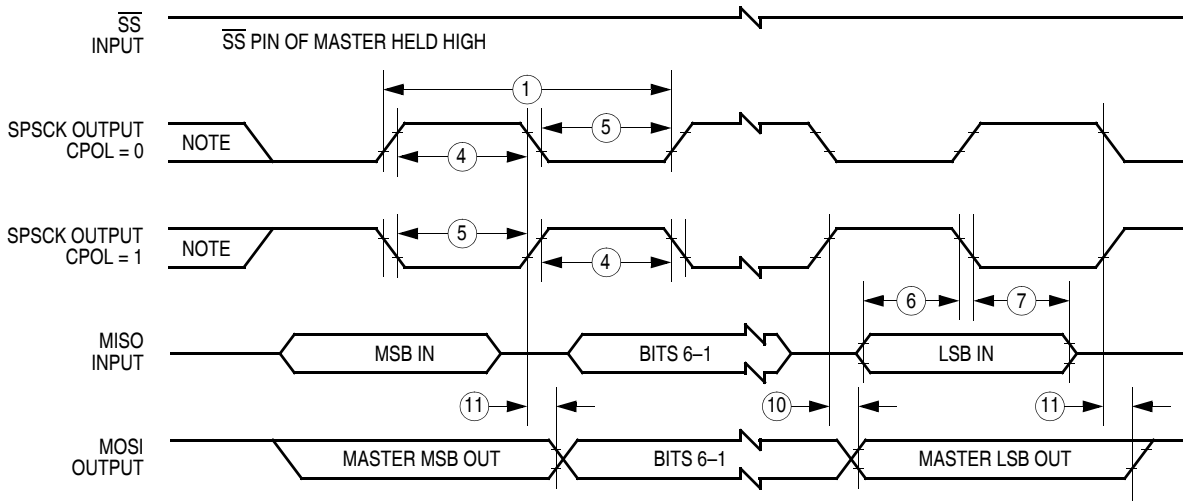 SS
INPUT
SS PIN OF MASTER HELD HIGH
1
SPSCK OUTPUT
CPOL = 0
NOTE
5
4
SPSCK OUTPUT
CPOL = 1
NOTE
5
4
6
7
MISO
INPUT
MSB IN
BITS 6–1
LSB IN
11
10
11
MOSI
OUTPUT
MASTER MSB OUT
BITS 6–1
MASTER LSB OUT